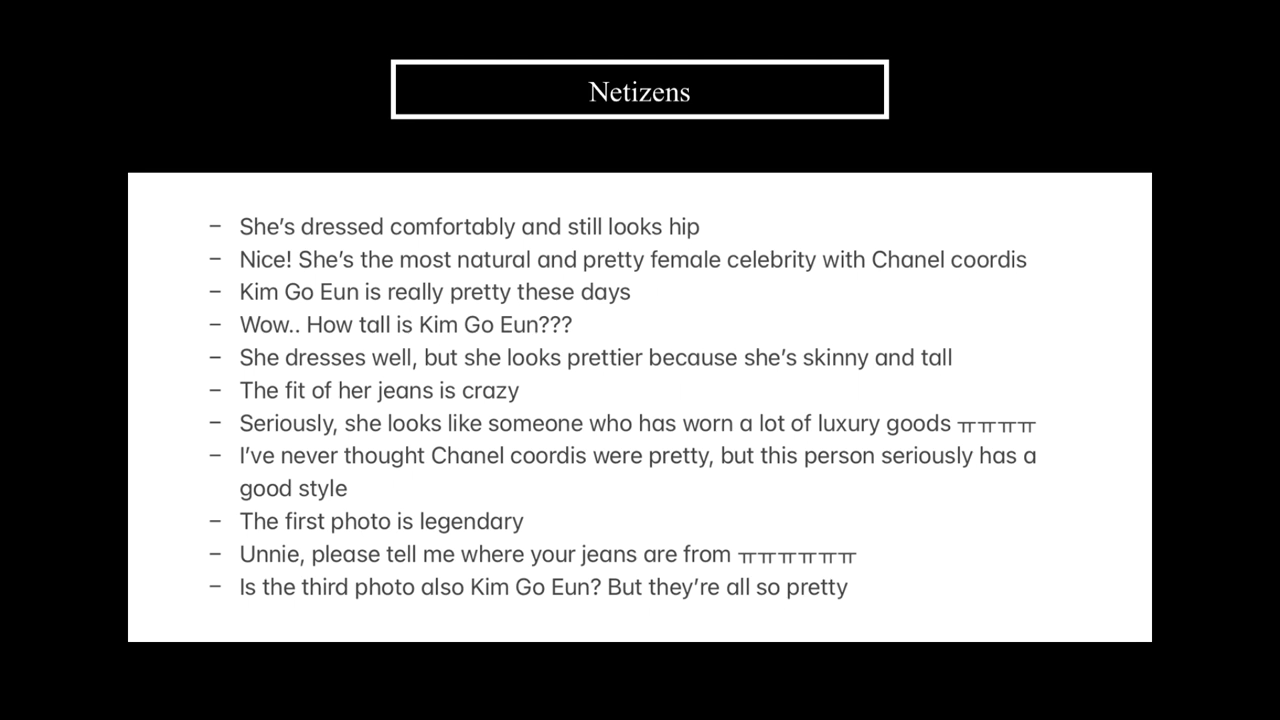 Netizens
– She’s dressed comfortably and still looks hip
– Nice! She’s the most natural and pretty female celebrity with Chanel coordis
– Kim Go Eun is really pretty these days
– Wow.. How tall is Kim Go Eun???
– She dresses well, but she looks prettier because she’s skinny and tall
– The fit of her jeans is crazy
– Seriously, she looks like someone who has worn a lot of luxury goods ㅠㅠㅠㅠ
– I’ve never thought Chanel coordis were pretty, but this person seriously has a
good style
– The first photo is legendary
– Unnie, please tell me where your jeans are from ㅠㅠㅠㅠㅠㅠ
– Is the third photo also Kim Go Eun? But they’re all so pretty